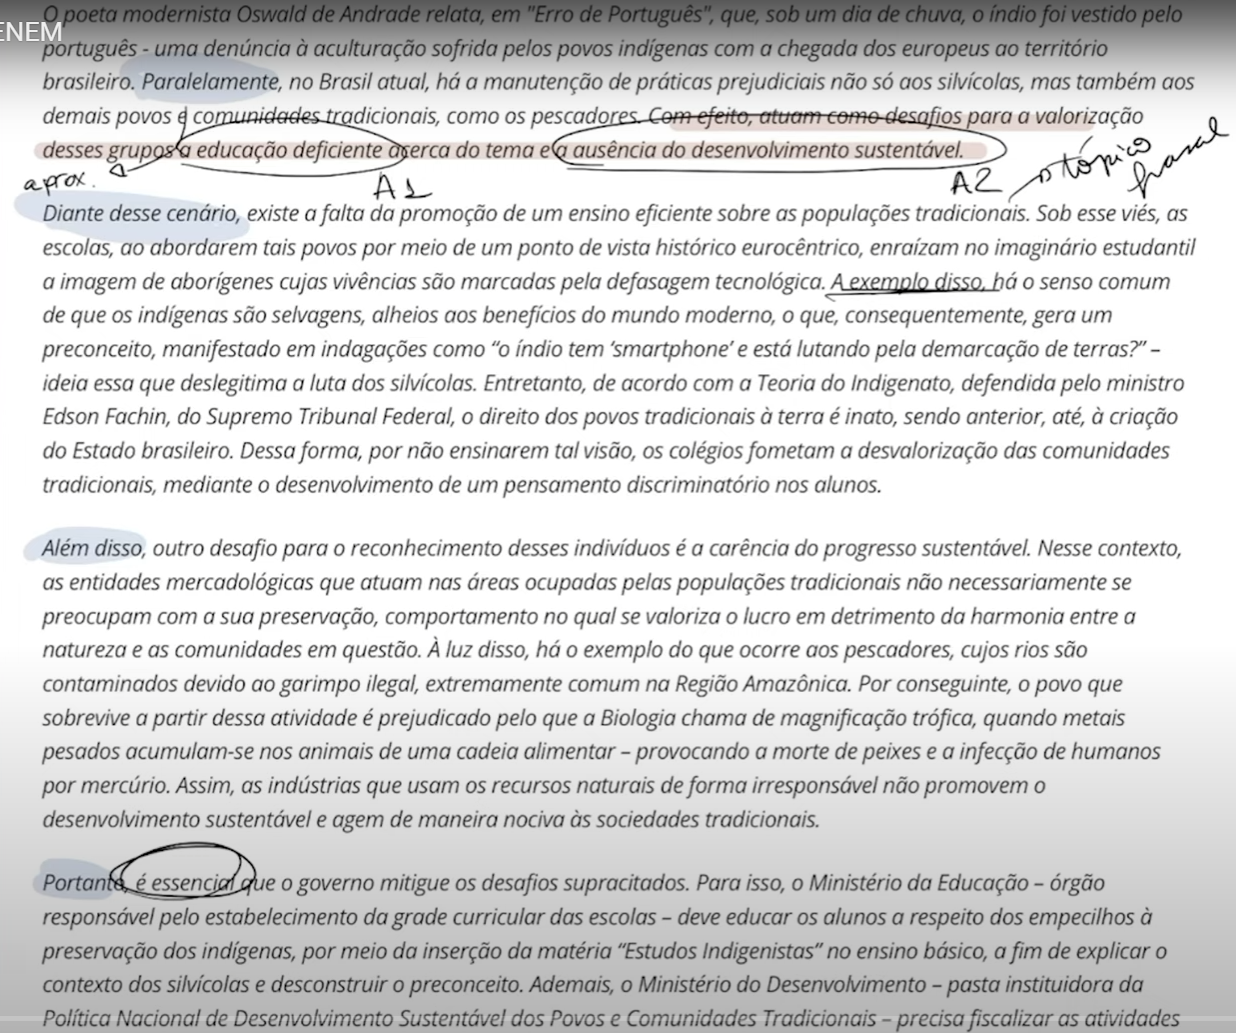 O poeta modernista Oswald de Andrade relata, em "Erro de Português", que, sob um dia de chuva, o índio foi vestido pelo
ENEM
português - uma denúncia à aculturação sofrida pelos povos indígenas com a chegada dos europeus ao território
brasileiro. Paralelamente, no Brasil atual, há a manutenção de práticas prejudiciais não só aos silvícolas, mas também aos
demais povos e comunidades tradicionais, como os pescadores. Com efeito, atuam como desafios para a valorização
desses grupos a educação deficiente acerca do tema e a ausência do desenvolvimento sustentável.
aprox.
A1
A2
tópico
frasal
Diante desse cenário, existe a falta da promoção de um ensino eficiente sobre as populações tradicionais. Sob esse viés, as
escolas, ao abordarem tais povos por meio de um ponto de vista histórico eurocêntrico, enraízam no imaginário estudantil
a imagem de aborígenes cujas vivências são marcadas pela defasagem tecnológica. A exemplo disso, há o senso comum
de que os indígenas são selvagens, alheios aos benefícios do mundo moderno, o que, consequentemente, gera um
preconceito, manifestado em indagações como “o índio tem ‘smartphone’ e está lutando pela demarcação de terras?” –
ideia essa que deslegitima a luta dos silvícolas. Entretanto, de acordo com a Teoria do Indigenato, defendida pelo ministro
Edson Fachin, do Supremo Tribunal Federal, o direito dos povos tradicionais à terra é inato, sendo anterior, até, à criação
do Estado brasileiro. Dessa forma, por não ensinarem tal visão, os colégios fometam a desvalorização das comunidades
tradicionais, mediante o desenvolvimento de um pensamento discriminatório nos alunos.
Além disso, outro desafio para o reconhecimento desses indivíduos é a carência do progresso sustentável. Nesse contexto,
as entidades mercadológicas que atuam nas áreas ocupadas pelas populações tradicionais não necessariamente se
preocupam com a sua preservação, comportamento no qual se valoriza o lucro em detrimento da harmonia entre a
natureza e as comunidades em questão. À luz disso, há o exemplo do que ocorre aos pescadores, cujos rios são
contaminados devido ao garimpo ilegal, extremamente comum na Região Amazônica. Por conseguinte, o povo que
sobrevive a partir dessa atividade é prejudicado pelo que a Biologia chama de magnificação trófica, quando metais
pesados acumulam-se nos animais de uma cadeia alimentar – provocando a morte de peixes e a infecção de humanos
por mercúrio. Assim, as indústrias que usam os recursos naturais de forma irresponsável não promovem o
desenvolvimento sustentável e agem de maneira nociva às sociedades tradicionais.
Portanto, é essencial que o governo mitigue os desafios supracitados. Para isso, o Ministério da Educação – órgão
responsável pelo estabelecimento da grade curricular das escolas – deve educar os alunos a respeito dos empecilhos à
preservação dos indígenas, por meio da inserção da matéria “Estudos Indigenistas” no ensino básico, a fim de explicar o
contexto dos silvícolas e desconstruir o preconceito. Ademais, o Ministério do Desenvolvimento – pasta instituidora da
Política Nacional de Desenvolvimento Sustentável dos Povos e Comunidades Tradicionais – precisa fiscalizar as atividades